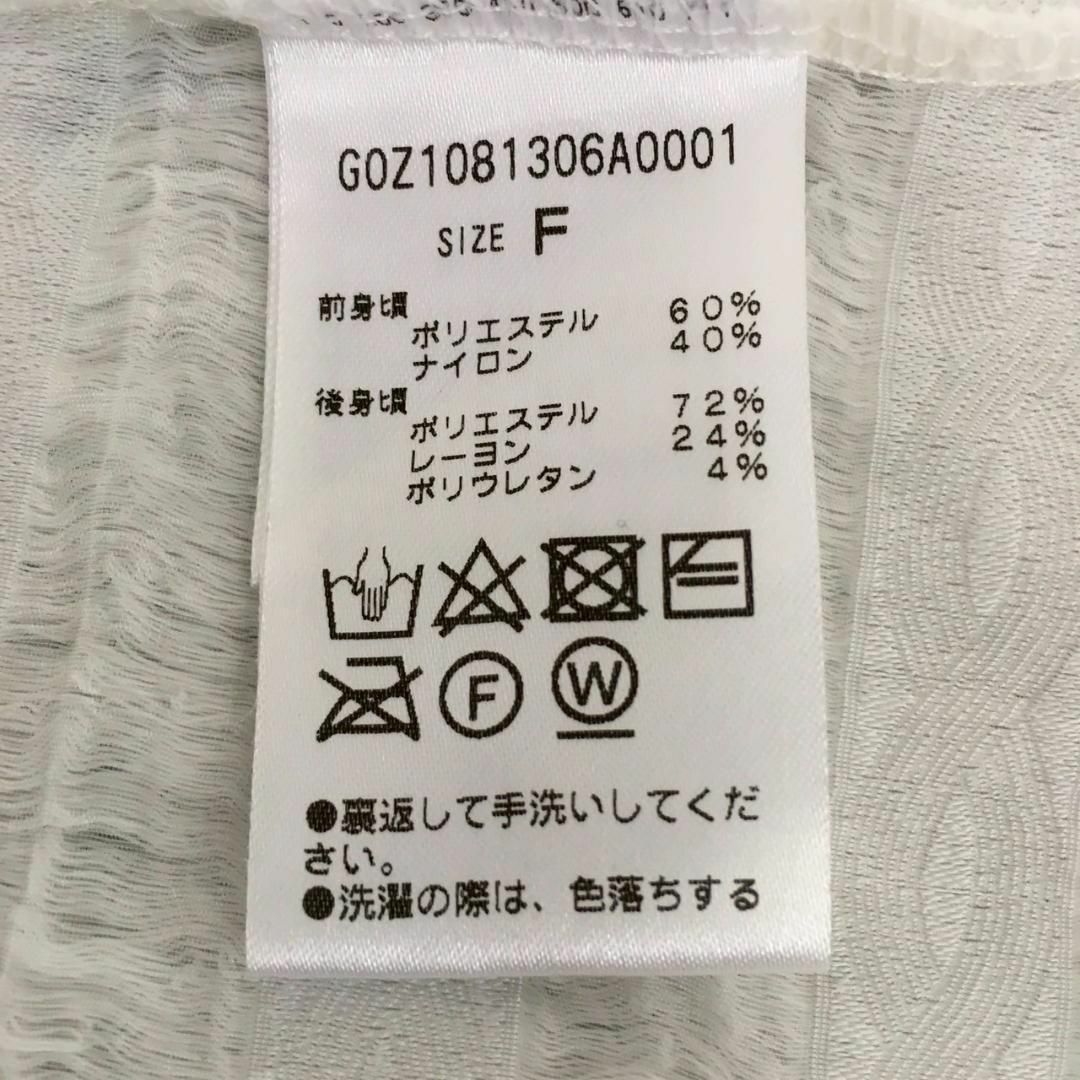 G0Z1081306A0001
SIZE F
前身頃
ポリエステル 60%
ナイロン 40%
後身頃
ポリエステル 72%
レーヨン 24%
ポリウレタン 4%
F W
●裏返して手洗いしてくだ
さい。
●洗濯の際は、色落ちする